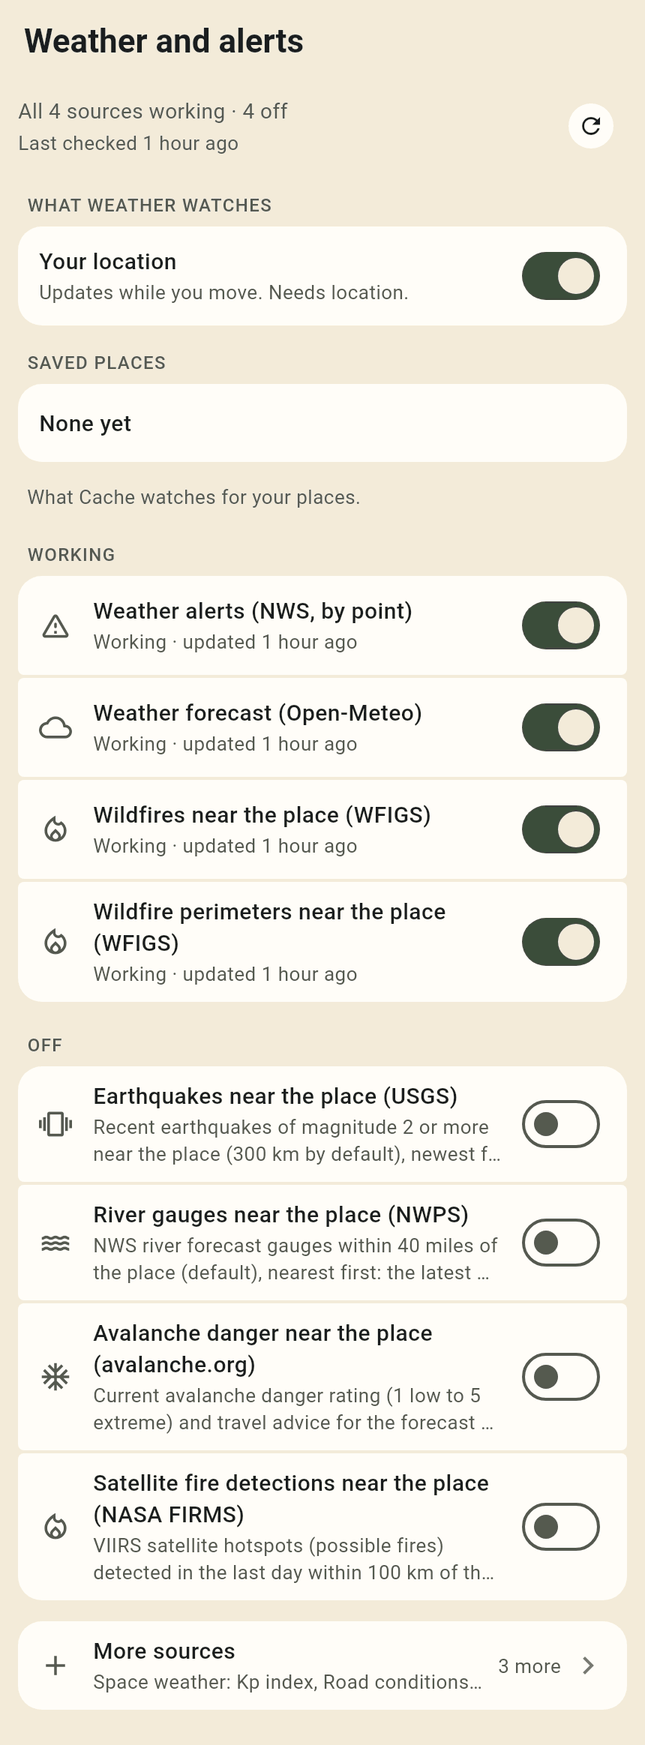 Weather and alerts
All 4 sources working · 4 off
Last checked 1 hour ago
WHAT WEATHER WATCHES
Your location
Updates while you move. Needs location.
SAVED PLACES
None yet
What Cache watches for your places.
WORKING
Weather alerts (NWS, by point)
Working · updated 1 hour ago
Weather forecast (Open-Meteo)
Working · updated 1 hour ago
Wildfires near the place (WFIGS)
Working · updated 1 hour ago
Wildfire perimeters near the place
(WFIGS)
Working · updated 1 hour ago
OFF
Earthquakes near the place (USGS)
Recent earthquakes of magnitude 2 or more
near the place (300 km by default), newest f…
River gauges near the place (NWPS)
NWS river forecast gauges within 40 miles of
the place (default), nearest first: the latest …
Avalanche danger near the place
(avalanche.org)
Current avalanche danger rating (1 low to 5
extreme) and travel advice for the forecast …
Satellite fire detections near the place
(NASA FIRMS)
VIIRS satellite hotspots (possible fires)
detected in the last day within 100 km of th…
More sources
Space weather: Kp index, Road conditions…
3 more